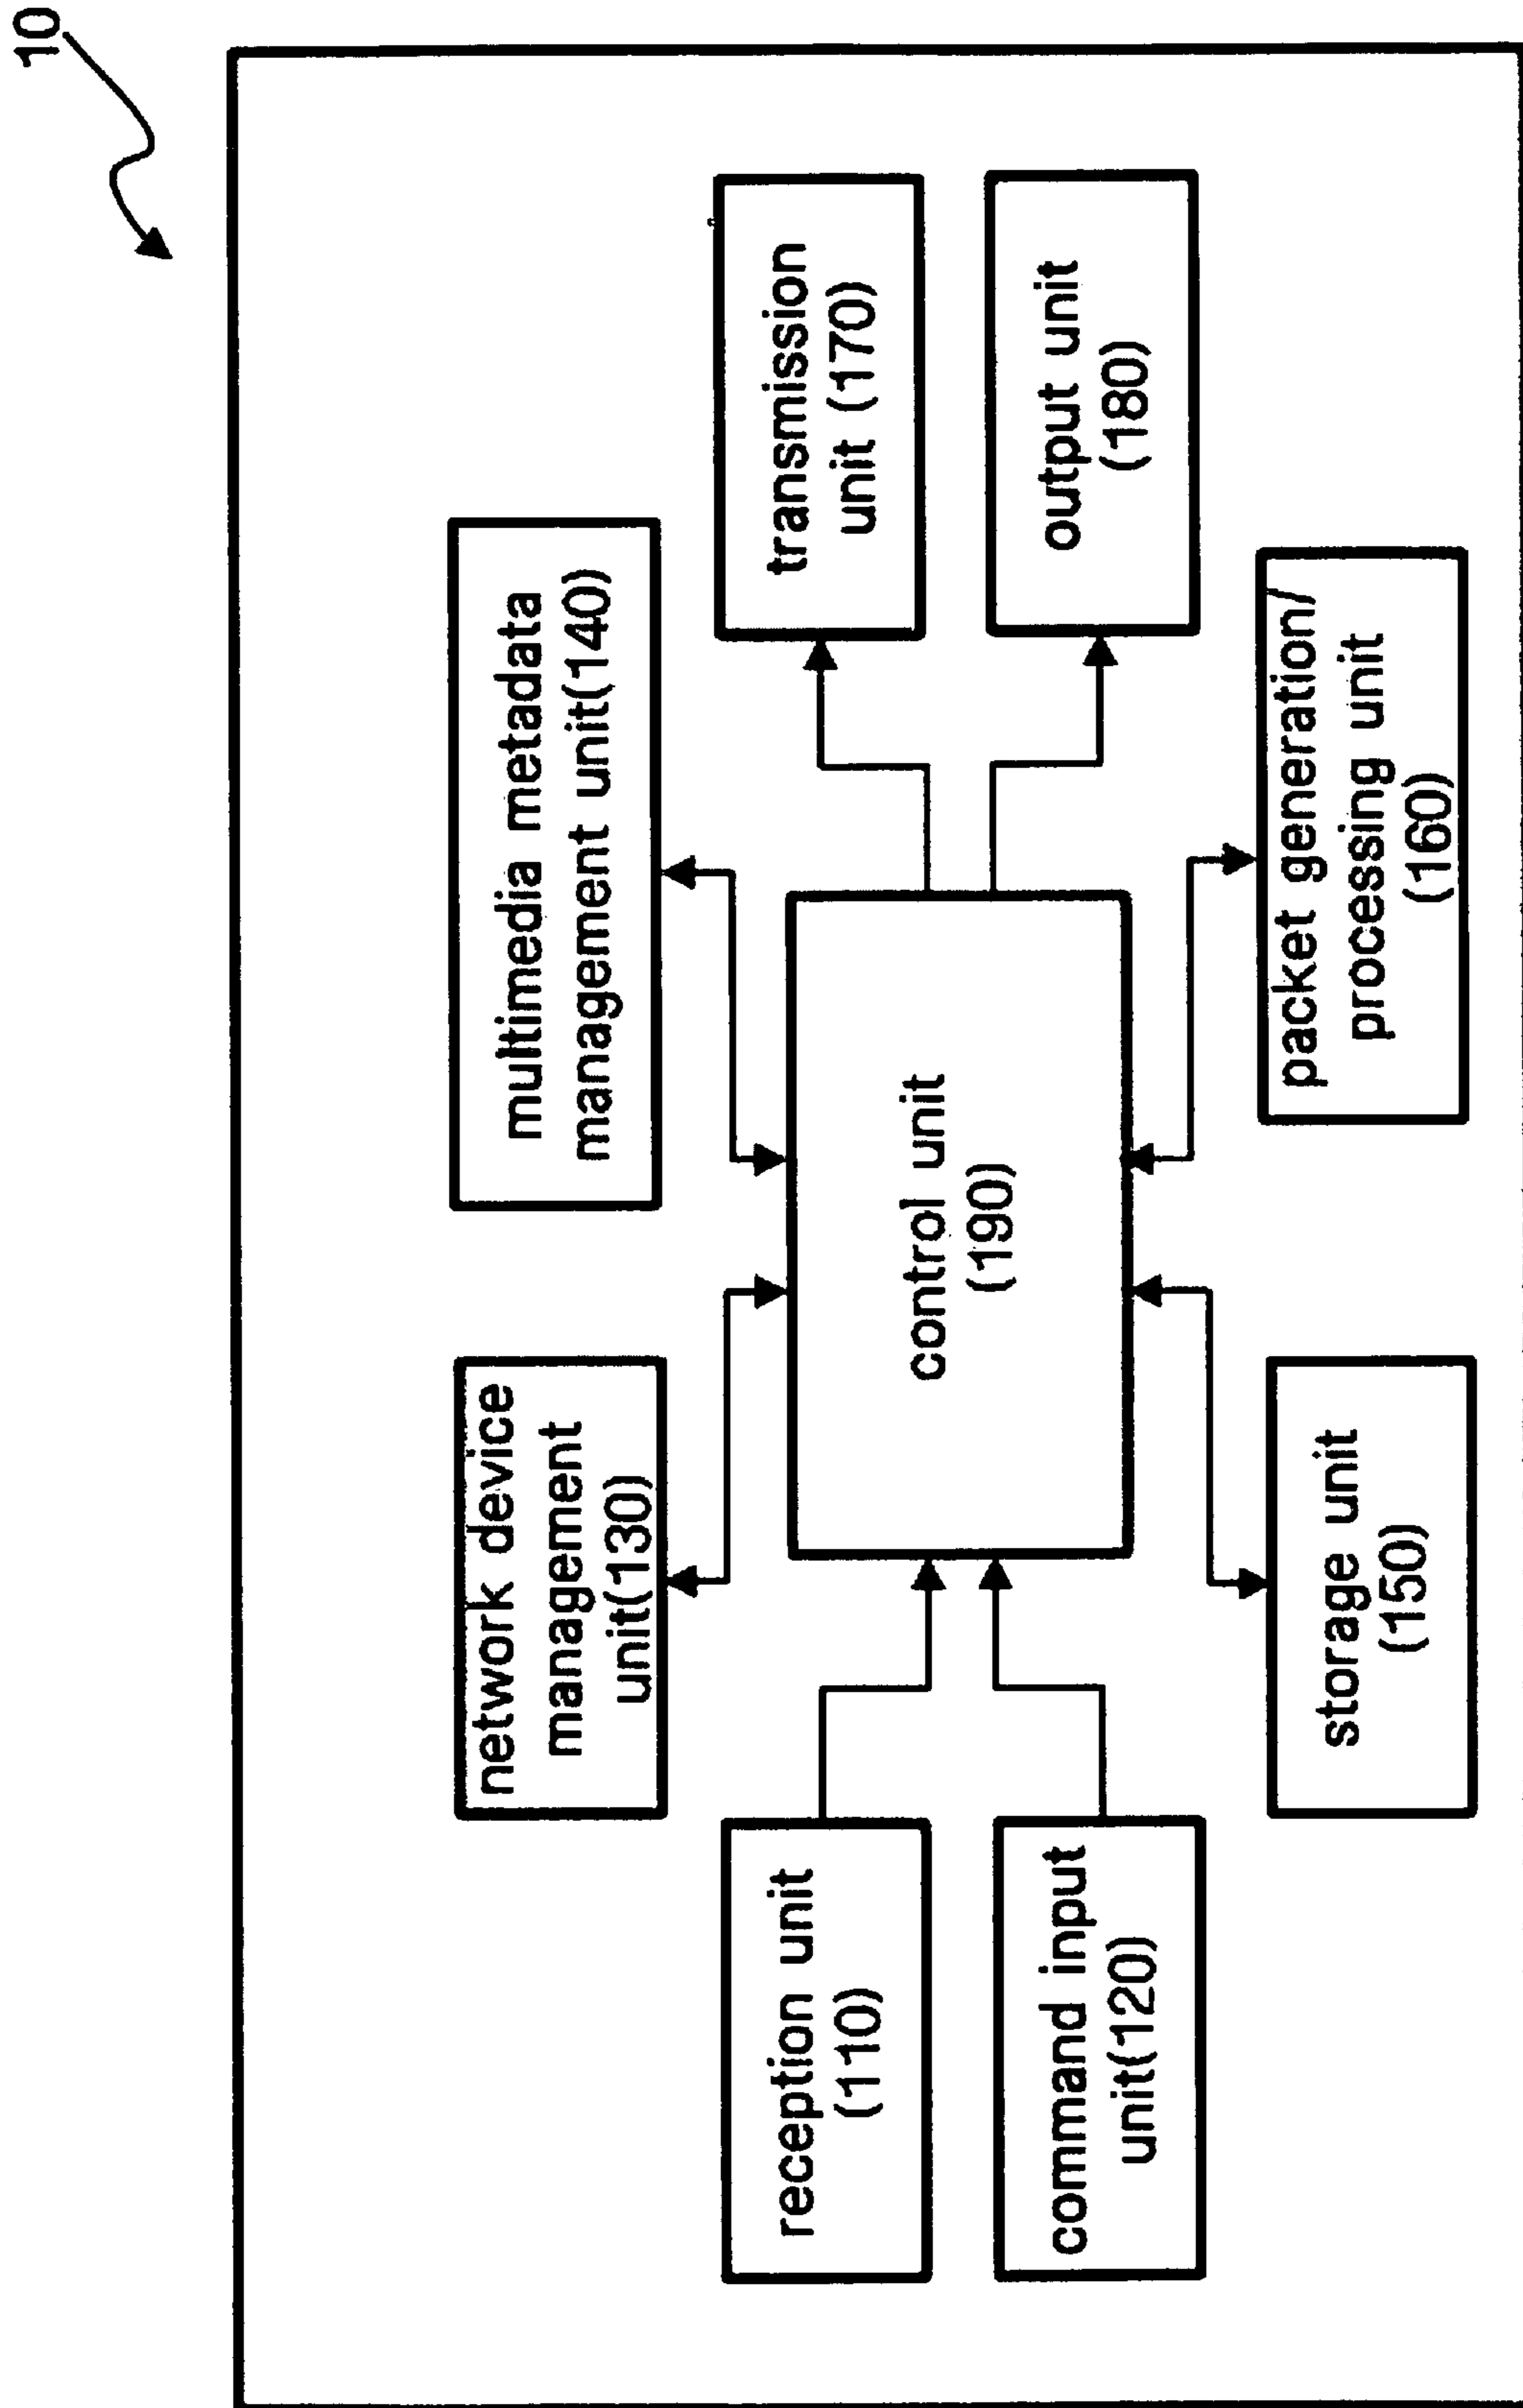 10
network device
management
unit(130)
multimedia metadata
management unit(140)
reception unit
(110)
command input
unit(120)
control unit
(190)
transmission
unit (170)
output unit
(180)
storage unit
(150)
packet generation/
processing unit
(160)